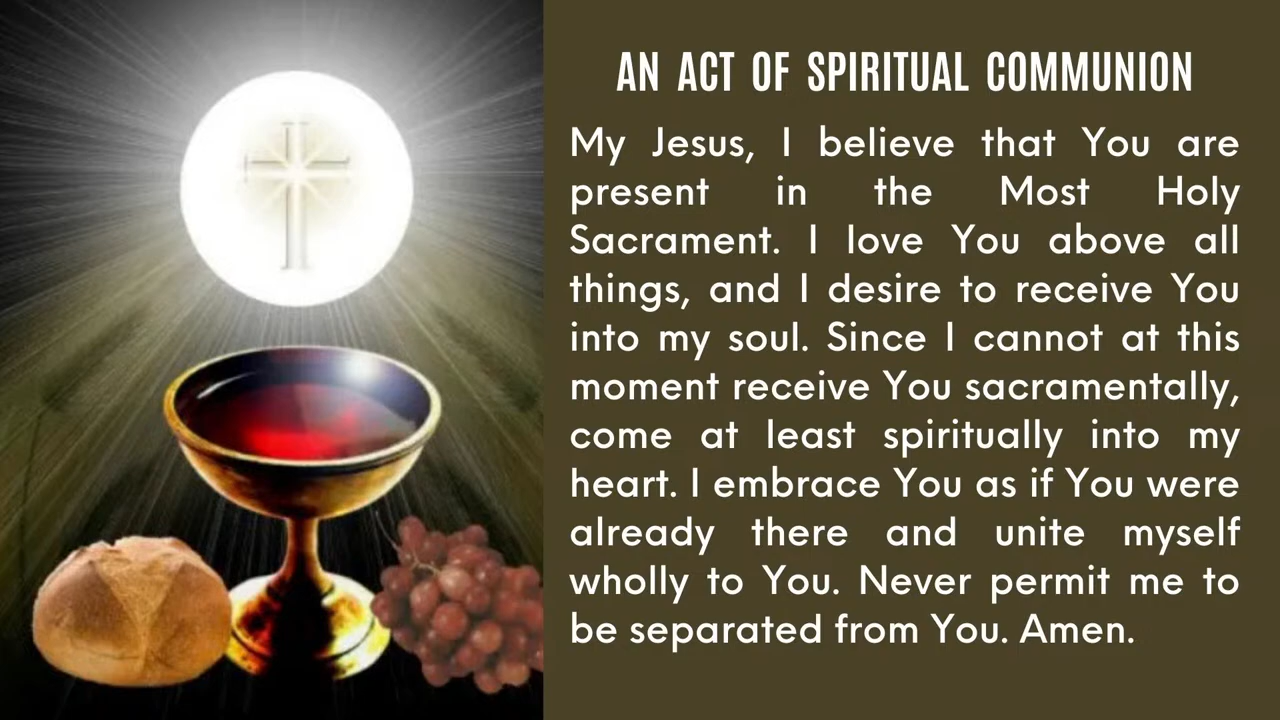 AN ACT OF SPIRITUAL COMMUNION
My Jesus, I believe that You are
present in the Most Holy
Sacrament. I love You above all
things, and I desire to receive You
into my soul. Since I cannot at this
moment receive You sacramentally,
come at least spiritually into my
heart. I embrace You as if You were
already there and unite myself
wholly to You. Never permit me to
be separated from You. Amen.